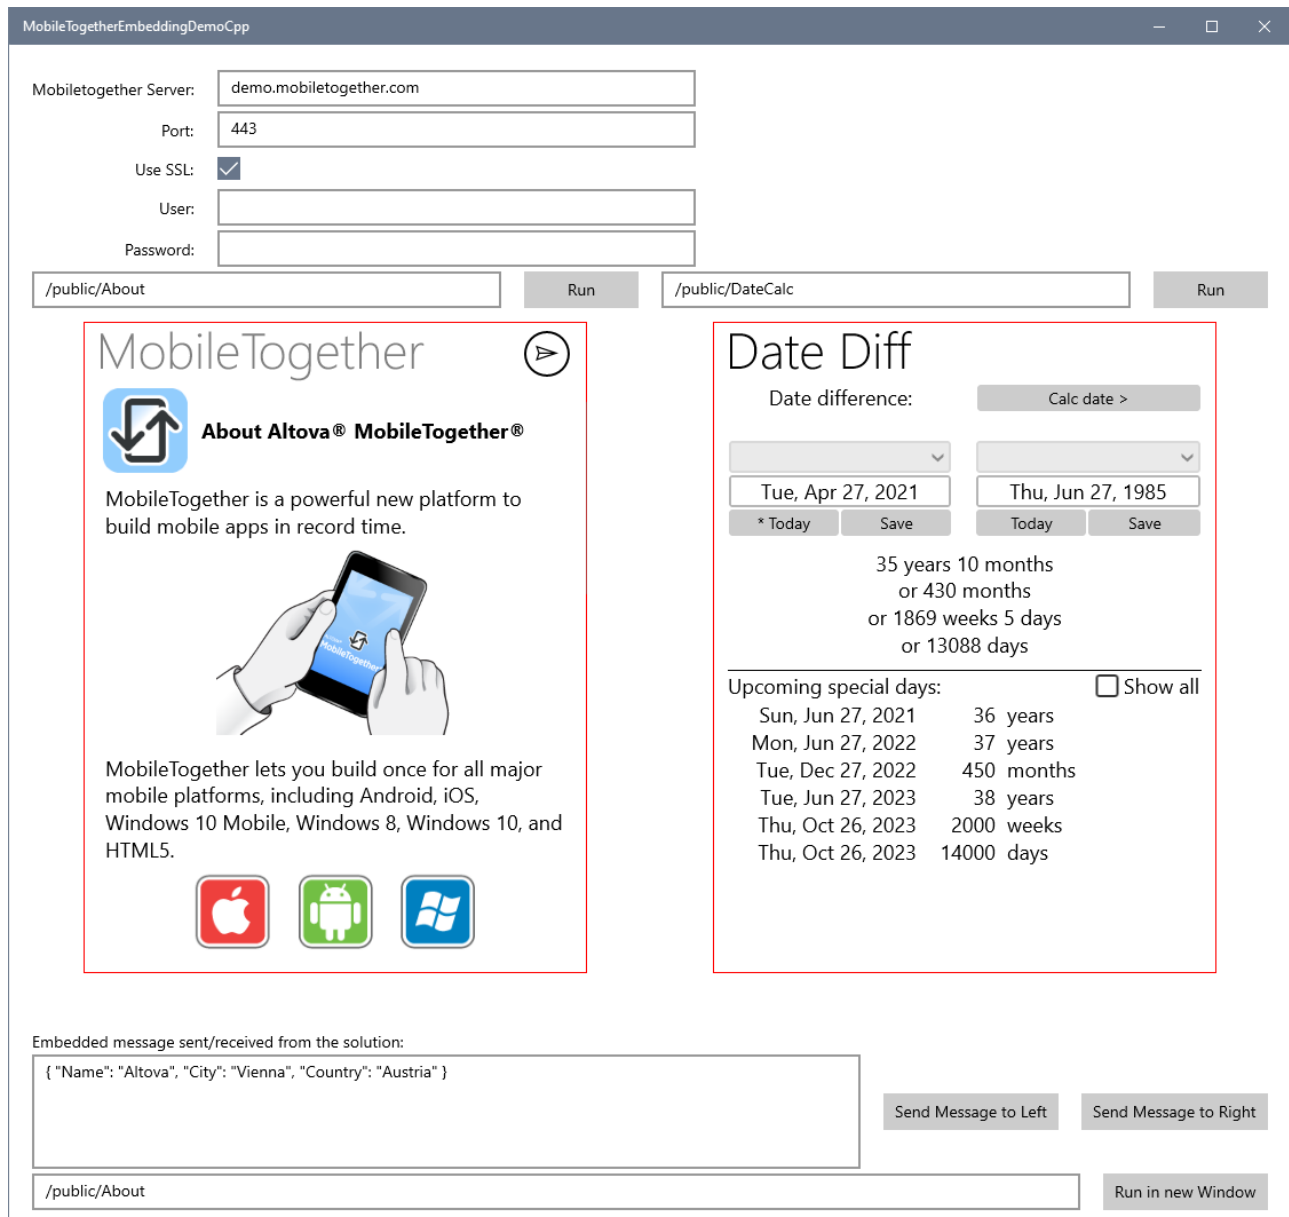 MobileTogetherEmbeddingDemoCpp
Mobiletogether Server:
demo.mobiletogether.com
Port:
443
Use SSL:
User:
Password:
/public/About
Run
/public/DateCalc
Run
MobileTogether
About Altova® MobileTogether®
MobileTogether is a powerful new platform to
build mobile apps in record time.
MobileTogether
MobileTogether lets you build once for all major
mobile platforms, including Android, iOS,
Windows 10 Mobile, Windows 8, Windows 10, and
HTML5.
Date Diff
Date difference:
Calc date >
Tue, Apr 27, 2021
Thu, Jun 27, 1985
* Today
Save
Today
Save
35 years 10 months
or 430 months
or 1869 weeks 5 days
or 13088 days
Upcoming special days:
Show all
Sun, Jun 27, 2021 36 years
Mon, Jun 27, 2022 37 years
Tue, Dec 27, 2022 450 months
Tue, Jun 27, 2023 38 years
Thu, Oct 26, 2023 2000 weeks
Thu, Oct 26, 2023 14000 days
Embedded message sent/received from the solution:
{ "Name": "Altova", "City": "Vienna", "Country": "Austria" }
Send Message to Left
Send Message to Right
/public/About
Run in new Window